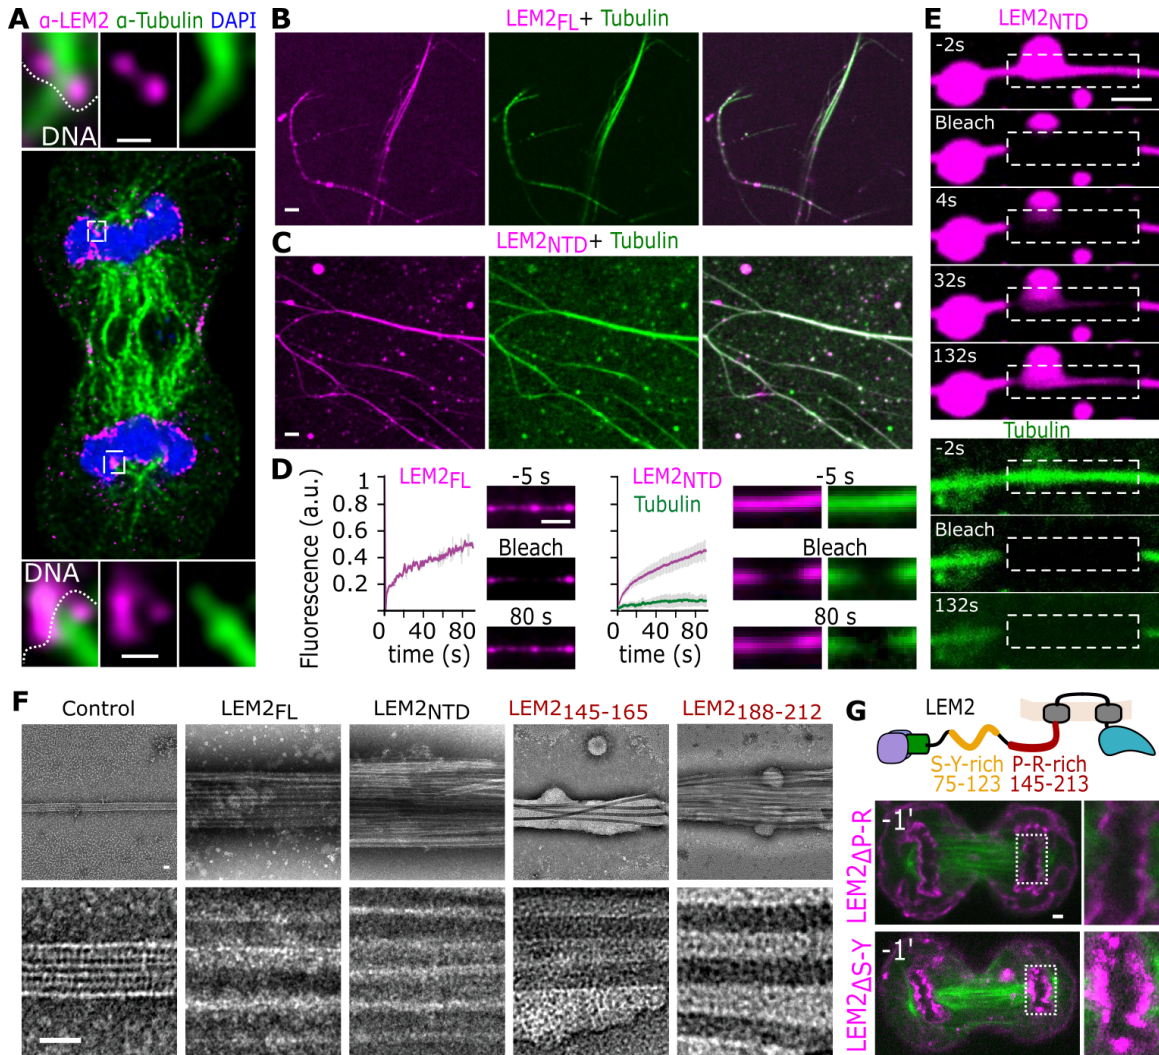 A
α-LEM2 α-Tubulin DAPI
DNA
DNA
B
LEM2FL+ Tubulin
C
LEM2NTD+ Tubulin
D
Fluorescence (a.u.)
1
0.8
0.6
0.4
0.2
LEM2FL
0 40 80
time (s)
-5 s
Bleach
80 s
LEM2NTD
Tubulin
0 40 80
time (s)
-5 s
Bleach
80 s
E
LEM2NTD
-2s
Bleach
4s
32s
132s
Tubulin
-2s
Bleach
132s
F
Control
LEM2FL
LEM2NTD
LEM2145-165
LEM2188-212
G
LEM2
S-Y-rich
75-123
P-R-rich
145-213
LEM2ΔP-R
-1'
LEM2ΔS-Y
-1'